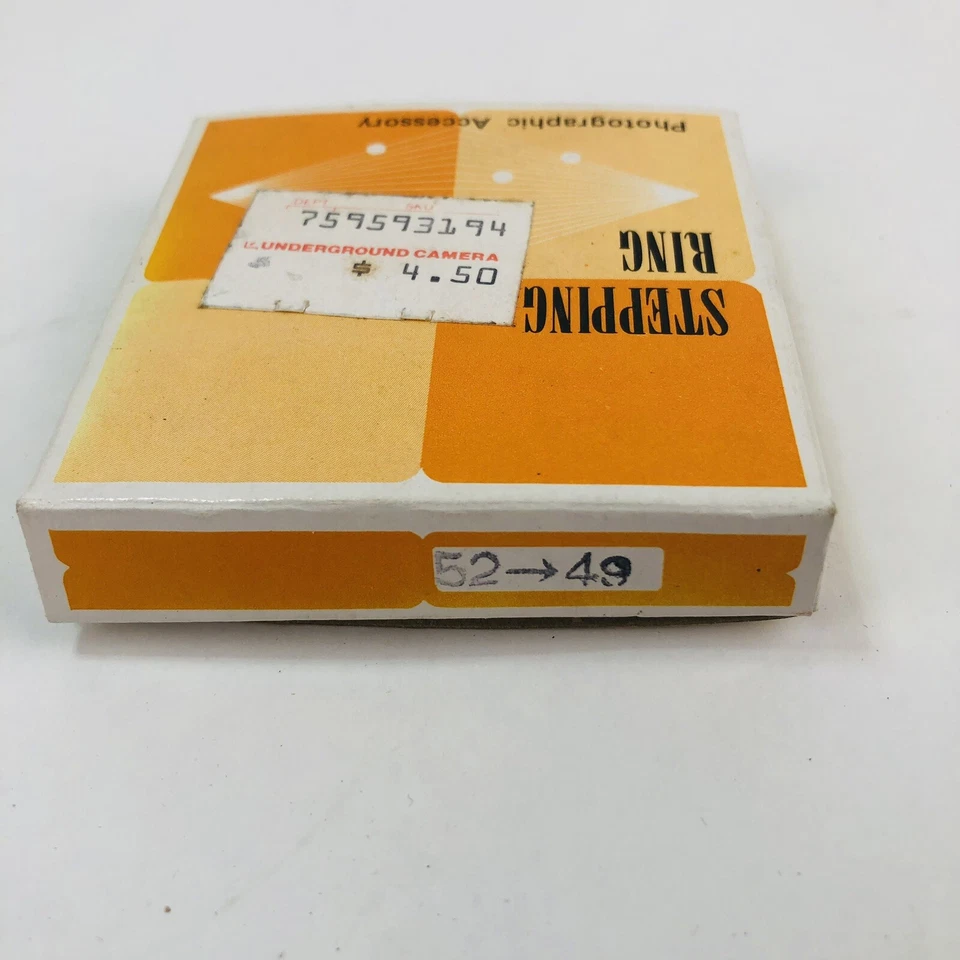 Photographic Accessory
DEPT. SKU
759593194
UNDERGROUND CAMERA
$ 4.50
STEPPING
RING
52→49